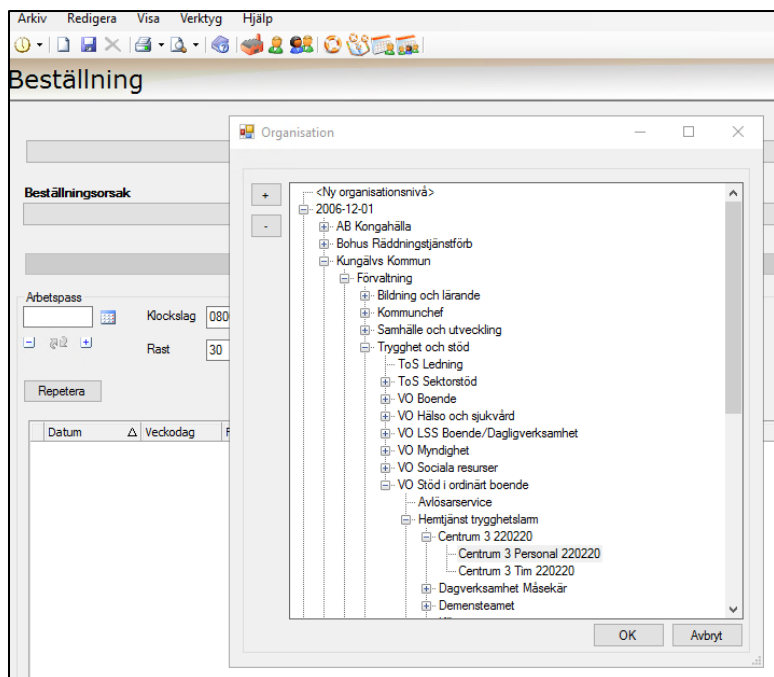 Arkiv Redigera Visa Verktyg Hjälp
Beställning
Organisation
Beställningsorsak
Arbetspass
Klockslag 080
Rast 30
Repetera
Datum Veckodag F
+
-
<Ny organisationsnivå>
2006-12-01
AB Kongahälla
Bohus Räddningstjänstförb
Kungälvs Kommun
Förvaltning
Bildning och lärande
Kommunchef
Samhälle och utveckling
Trygghet och stöd
ToS Ledning
ToS Sektorstöd
VO Boende
VO Hälso och sjukvård
VO LSS Boende/Dagligverksamhet
VO Myndighet
VO Sociala resurser
VO Stöd i ordinärt boende
Avlösarservice
Hemtjänst trygghetslarm
Centrum 3 220220
Centrum 3 Personal 220220
Centrum 3 Tim 220220
Dagverksamhet Måsekär
Demensteamet
OK Avbryt